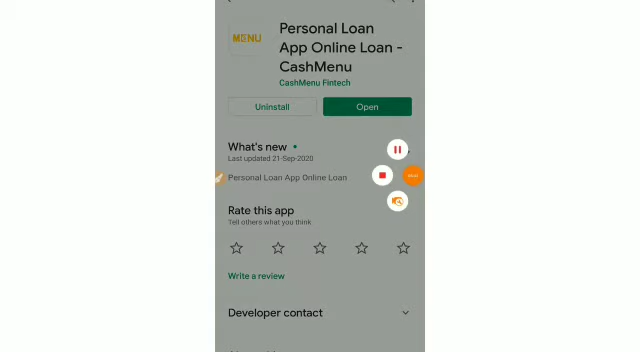 MENU
Personal Loan
App Online Loan -
CashMenu
CashMenu Fintech
Uninstall
Open
What's new
Last updated 21-Sep-2020
Personal Loan App Online Loan
Rate this app
Tell others what you think
Write a review
Developer contact